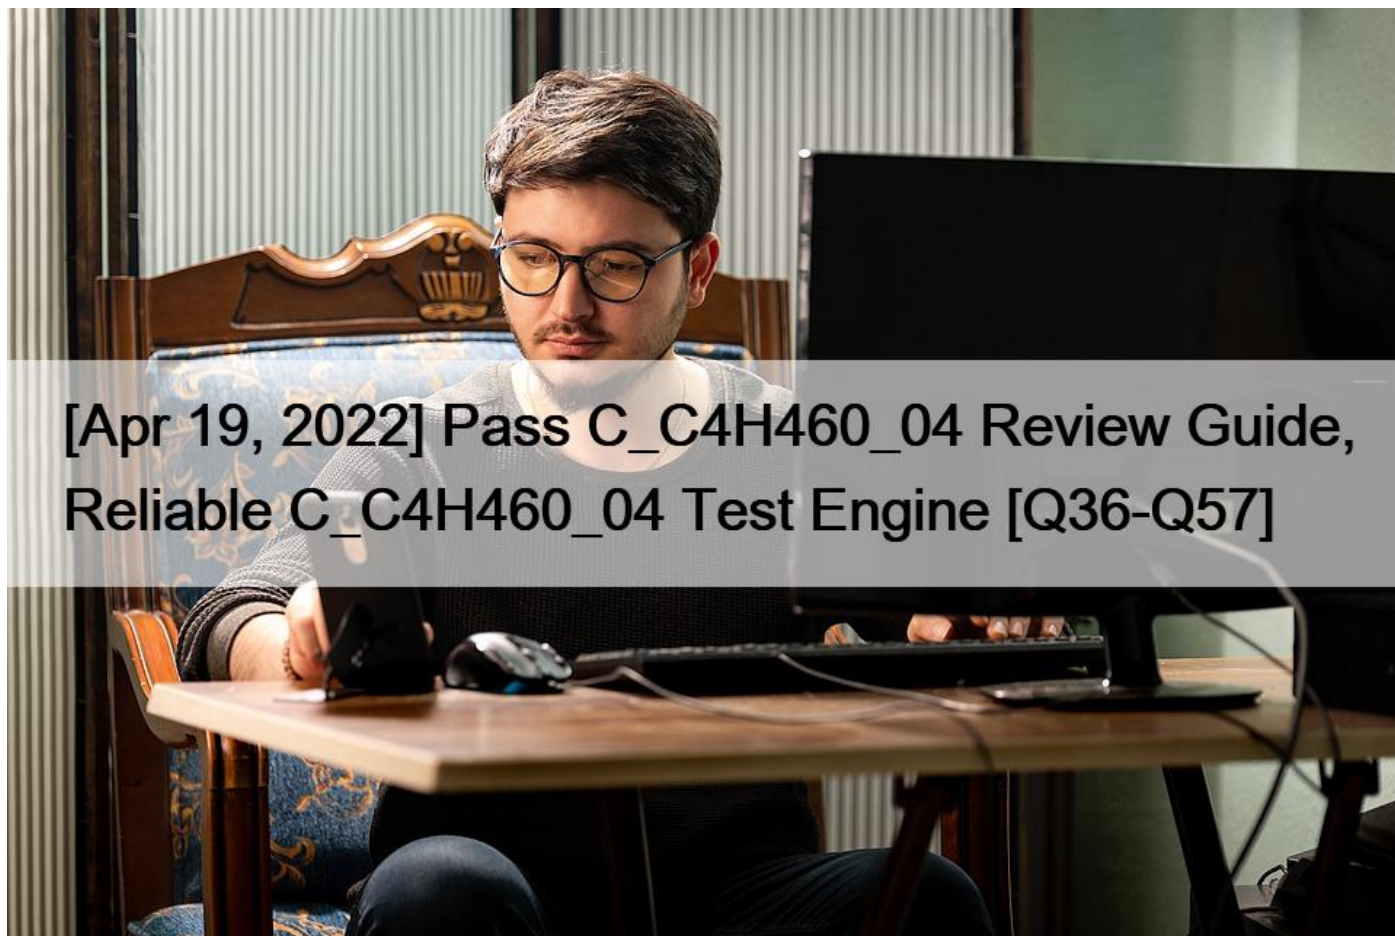 [Apr 19, 2022] Pass C_C4H460_04 Review Guide,
Reliable C_C4H460_04 Test Engine [Q36-Q57]